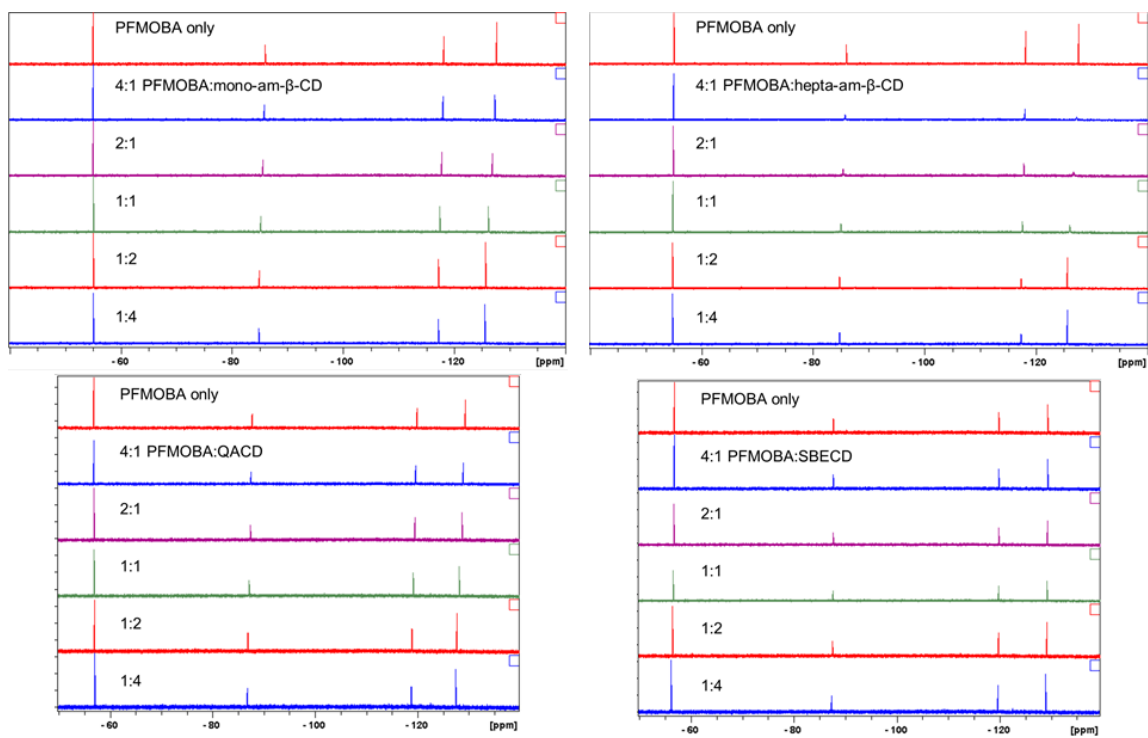 PFMOBA only
4:1 PFMOBA:mono-am-β-CD
2:1
1:1
1:2
1:4
- 60
- 80
- 100
- 120
[ppm]
PFMOBA only
4:1 PFMOBA:hepta-am-β-CD
2:1
1:1
1:2
1:4
- 60
- 80
- 100
- 120
[ppm]
PFMOBA only
4:1 PFMOBA:QACD
2:1
1:1
1:2
1:4
- 60
- 80
- 100
- 120
[ppm]
PFMOBA only
4:1 PFMOBA:SBECD
2:1
1:1
1:2
1:4
- 60
- 80
- 100
- 120
[ppm]